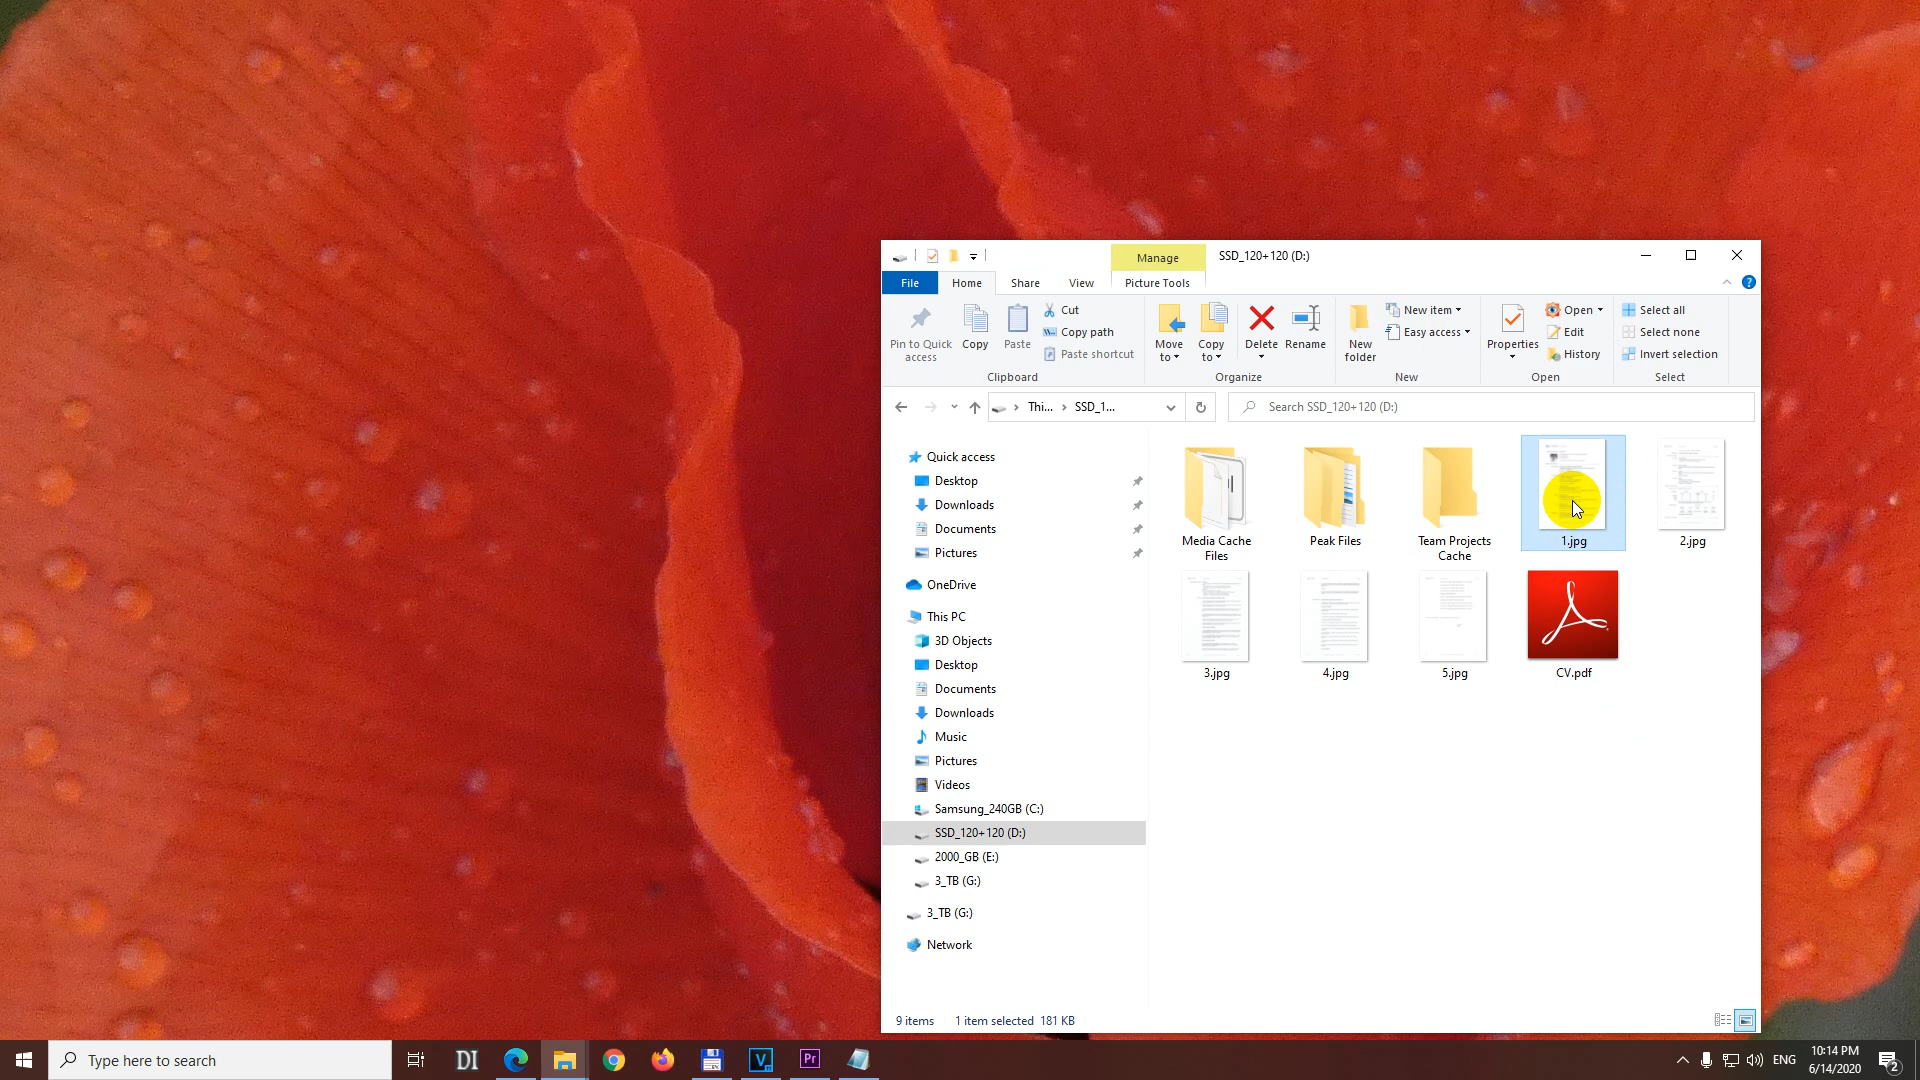 Manage
SSD_120+120 (D:)
File
Home
Share
View
Picture Tools
Pin to Quick
access
Copy
Paste
Cut
Copy path
Paste shortcut
Move
to
Copy
to
Delete
Rename
New
folder
New item
Easy access
Properties
Open
Edit
History
Select all
Select none
Invert selection
Clipboard
Organize
New
Open
Select
Thi...
SSD_1...
Search SSD_120+120 (D:)
Quick access
Desktop
Downloads
Documents
Pictures
OneDrive
This PC
3D Objects
Desktop
Documents
Downloads
Music
Pictures
Videos
Samsung_240GB (C:)
SSD_120+120 (D:)
2000_GB (E:)
3_TB (G:)
3_TB (G:)
Network
Media Cache
Files
Peak Files
Team Projects
Cache
1.jpg
2.jpg
3.jpg
4.jpg
5.jpg
CV.pdf
9 items
1 item selected 181 KB
Type here to search
DI
V
Pr
ENG
10:14 PM
6/14/2020
2